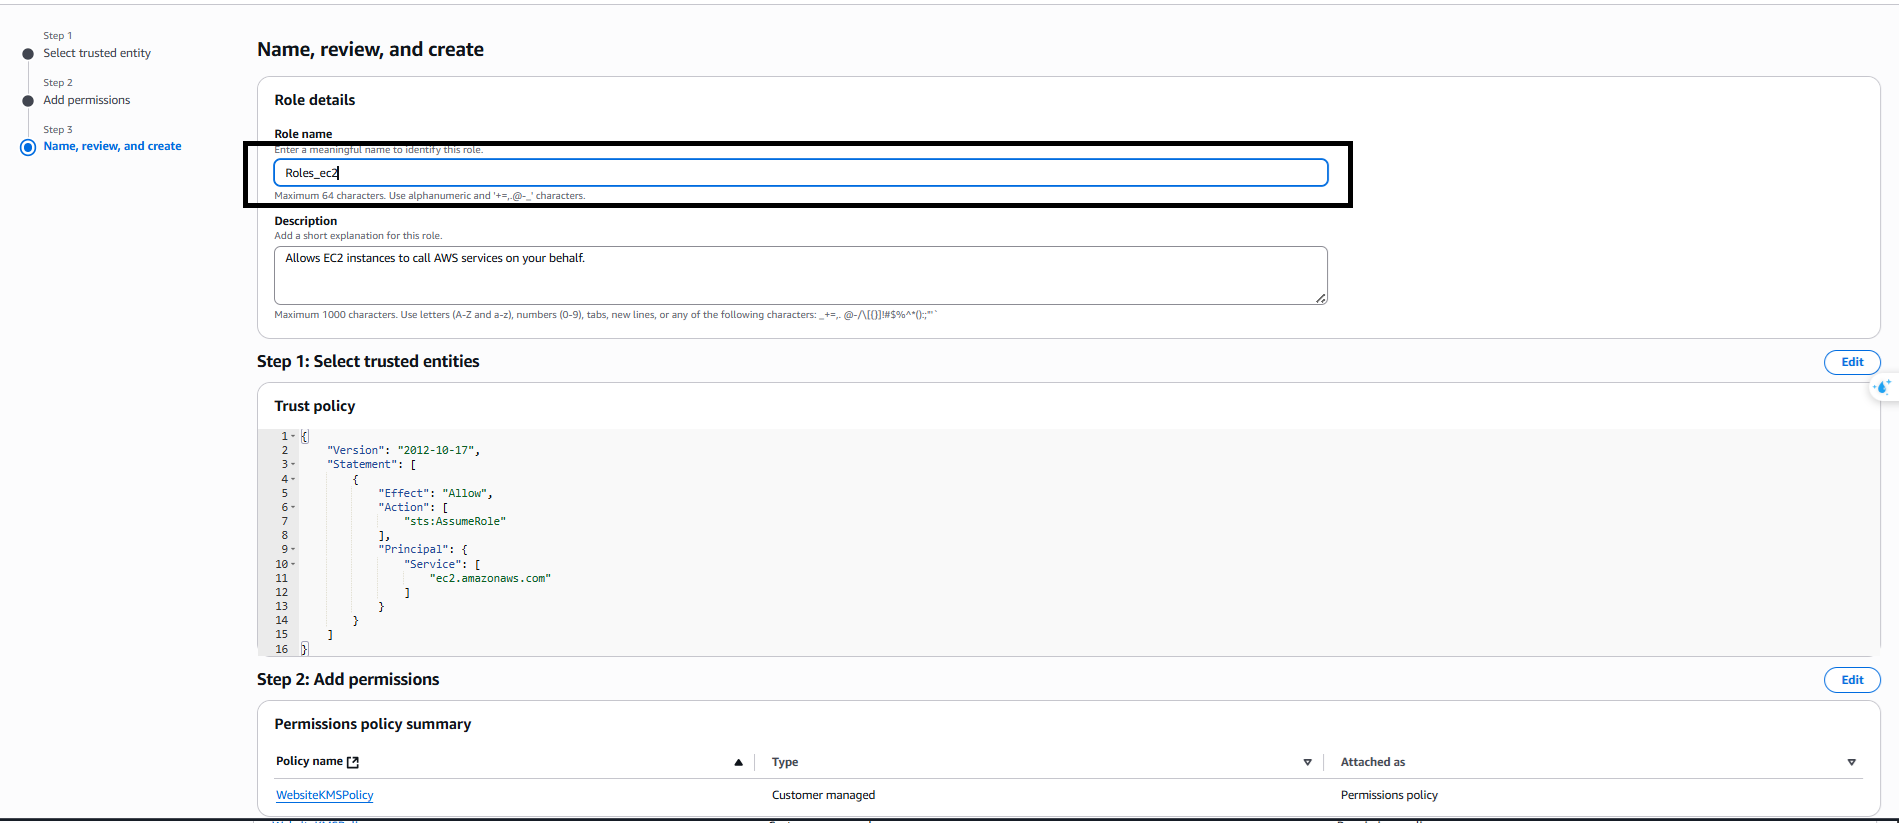 Step 1
Select trusted entity
Step 2
Add permissions
Step 3
Name, review, and create
Name, review, and create
Role details
Role name
Enter a meaningful name to identify this role.
Roles_ec2
Maximum 64 characters. Use alphanumeric and '+=,.@-_' characters.
Description
Add a short explanation for this role.
Allows EC2 instances to call AWS services on your behalf.
Maximum 1000 characters. Use letters (A-Z and a-z), numbers (0-9), tabs, new lines, or any of the following characters: _+=,. @-/\[{}]!#$%^*();:"'`
Step 1: Select trusted entities
Edit
Trust policy
1 {
2 "Version": "2012-10-17",
3 "Statement": [
4 {
5 "Effect": "Allow",
6 "Action": [
7 "sts:AssumeRole"
8 ],
9 "Principal": {
10 "Service": [
11 "ec2.amazonaws.com"
12 ]
13 }
14 }
15 ]
16 }
Step 2: Add permissions
Edit
Permissions policy summary
Policy name Type Attached as
WebsiteKMSPolicy Customer managed Permissions policy